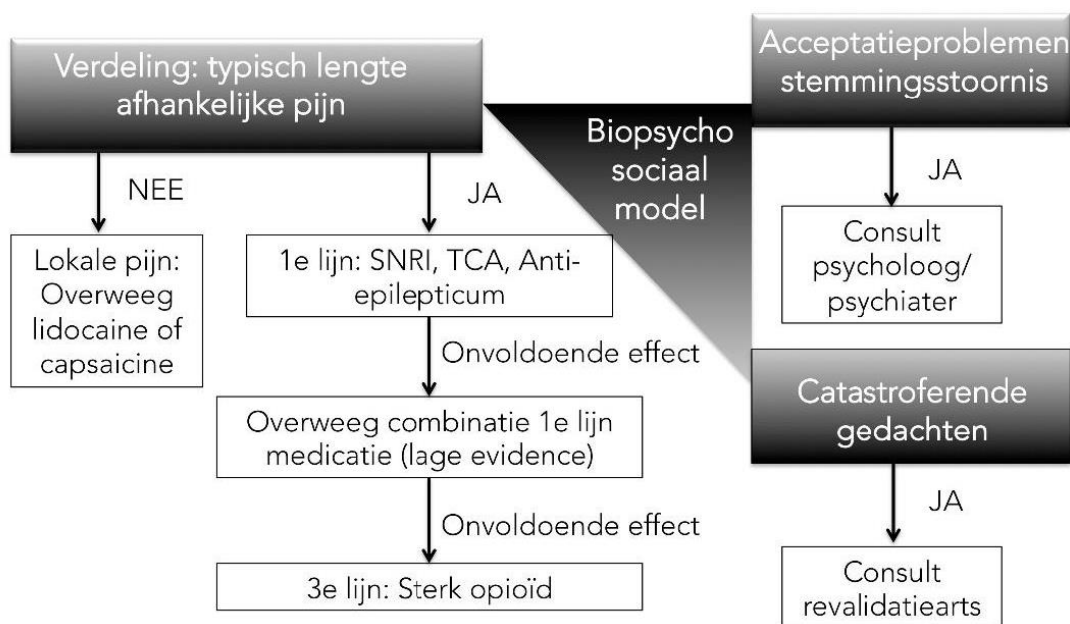 Verdeling: typisch lengte
afhankelijke pijn
NEE
JA
Lokale pijn:
Overweeg
lidocaine of
capsaicine
1e lijn: SNRI, TCA, Anti-
epilepticum
Onvoldoende effect
Overweeg combinatie 1e lijn
medicatie (lage evidence)
Onvoldoende effect
3e lijn: Sterk opioïd
Biopsycho
sociaal
model
Acceptatieproblemen
stemmingsstoornis
JA
Consult
psycholoog/
psychiater
Catastroferende
gedachten
JA
Consult
revalidatiearts